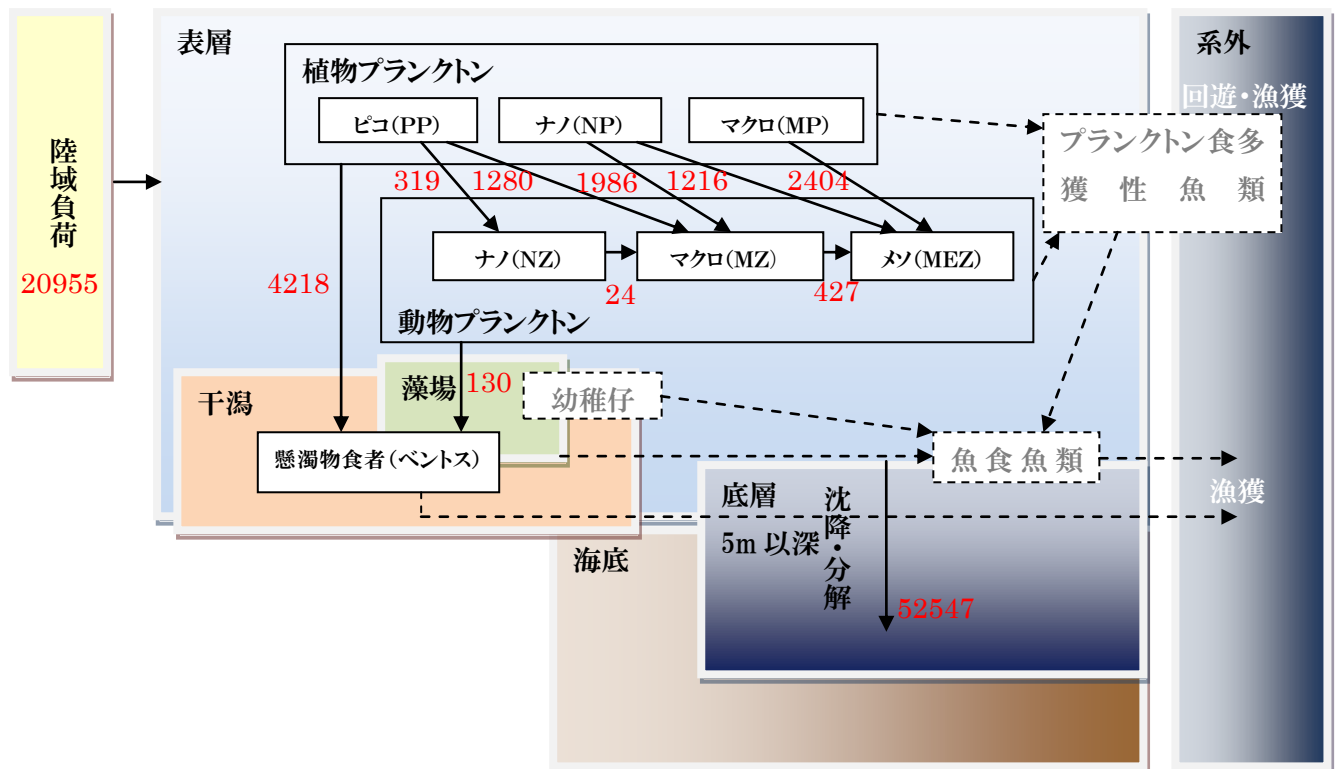 表層
系外
植物プランクトン
回遊・漁獲
ピコ(PP)
ナノ(NP)
マクロ(MP)
プランクトン食多
獲性魚類
陸域負荷
20955
319
1280
1986
1216
2404
ナノ(NZ)
マクロ(MZ)
メソ(MEZ)
4218
24
427
動物プランクトン
干潟
藻場
130
幼稚仔
懸濁物食者(ベントス)
魚食魚類
漁獲
底層
5m 以深
沈降・分解
海底
52547